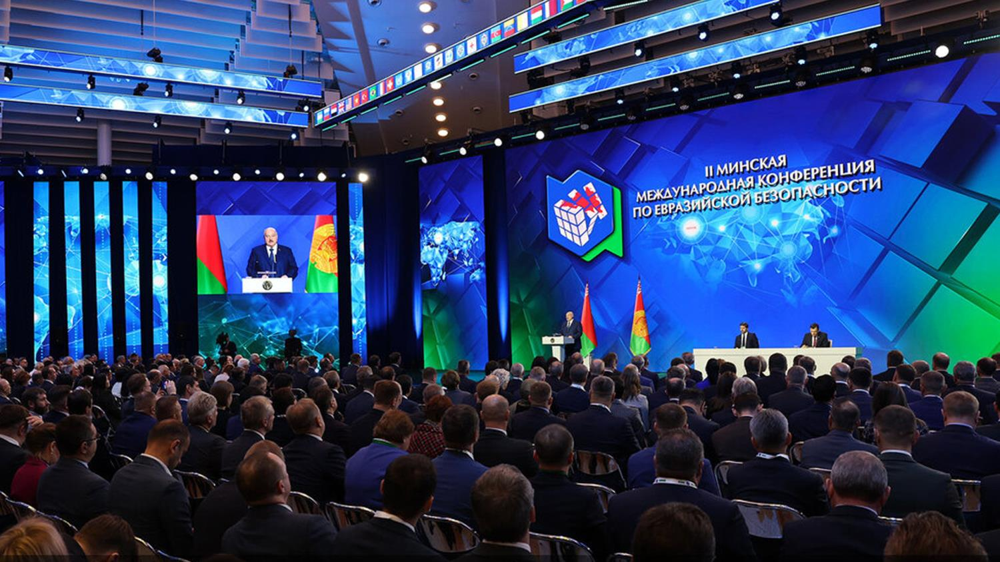 II МИНСКАЯ
МЕЖДУНАРОДНАЯ КОНФЕРЕНЦИЯ
ПО ЕВРАЗИЙСКОЙ БЕЗОПАСНОСТИ